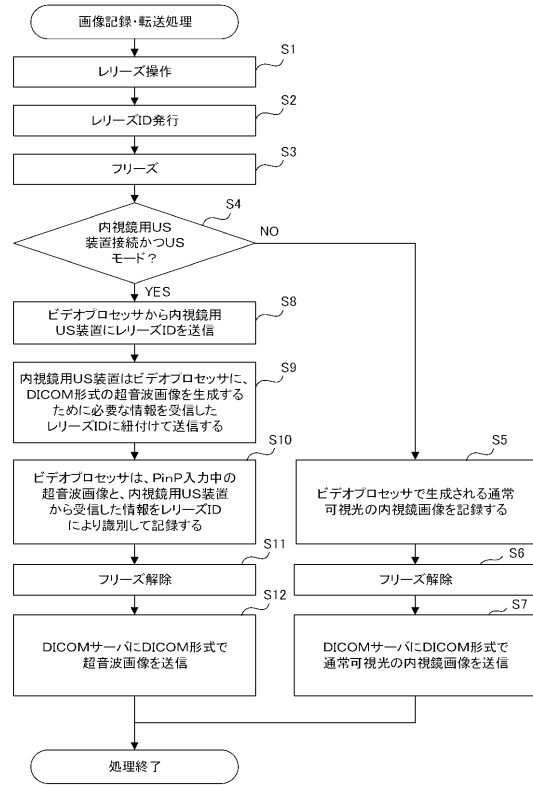 画像記録・転送処理
S1
レリーズ操作
S2
レリーズID発行
S3
フリーズ
S4
内視鏡用US
装置接続かつUS
モード？
NO
YES
S8
ビデオプロセッサから内視鏡用
US装置にレリーズIDを送信
S9
内視鏡用US装置はビデオプロセッサに、
DICOM形式の超音波画像を生成する
ために必要な情報を受信した
レリーズIDに紐付けて送信する
S10
ビデオプロセッサは、PinP入力中の
超音波画像と、内視鏡用US装置
から受信した情報をレリーズID
により識別して記録する
S5
ビデオプロセッサで生成される通常
可視光の内視鏡画像を記録する
S11
フリーズ解除
S6
フリーズ解除
S12
DICOMサーバにDICOM形式で
超音波画像を送信
S7
DICOMサーバにDICOM形式で
通常可視光の内視鏡画像を送信
処理終了